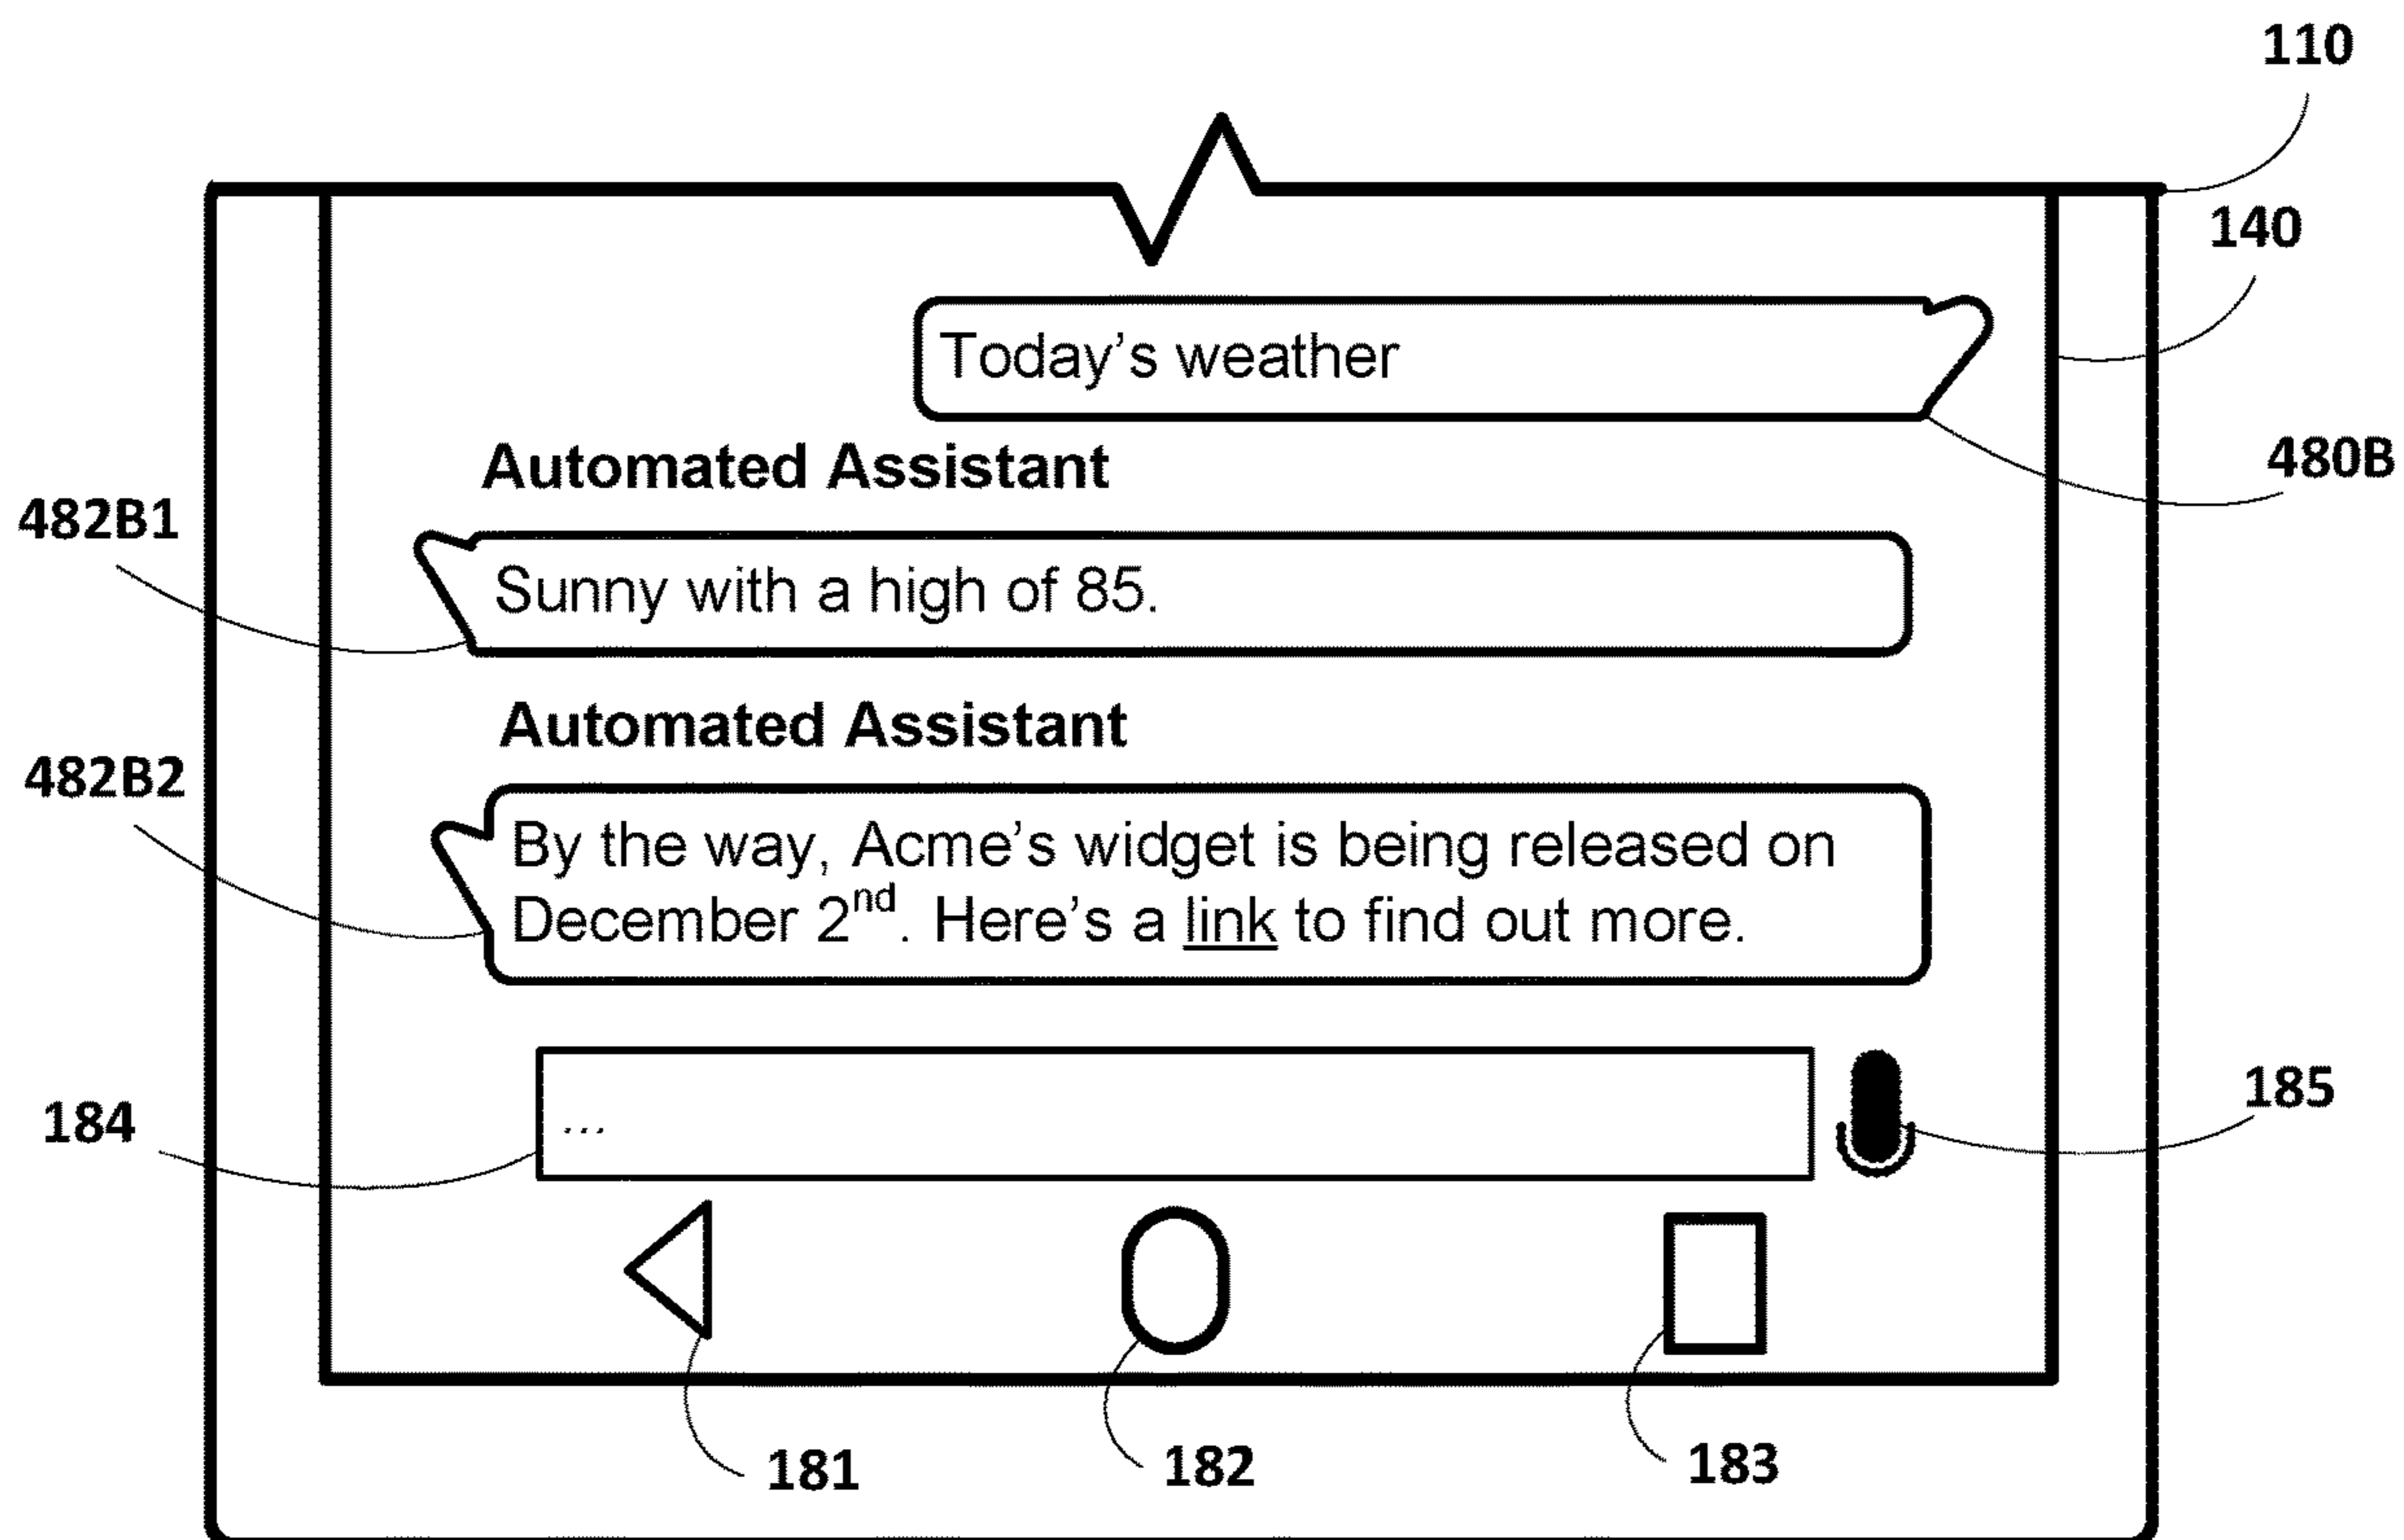 110
140
Today's weather
480B
Automated Assistant
482B1
Sunny with a high of 85.
Automated Assistant
482B2
By the way, Acme's widget is being released on
December 2nd. Here's a link to find out more.
184
...
185
181
182
183